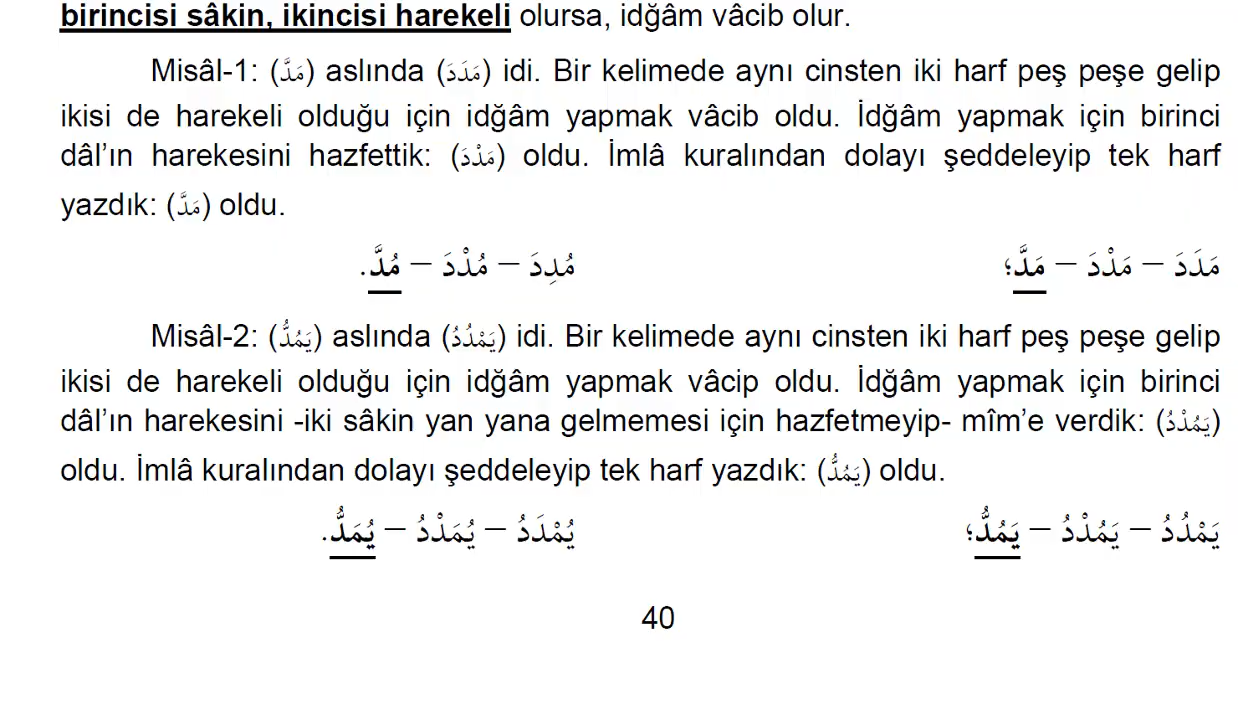 birincisi sâkin, ikincisi harekeli olursa, idğâm vâcib olur.
Misâl-1: (مَدَّ) aslında (مَدَدَ) idi. Bir kelimede aynı cinsten iki harf peş peşe gelip
ikisi de harekeli olduğu için idğâm yapmak vâcib oldu. İdğâm yapmak için birinci
dâl’ın harekesini hazfettik: (مَدْدَ) oldu. İmlâ kuralından dolayı şeddeleyip tek harf
yazdık: (مَدَّ) oldu.
مَدَدَ – مَدْدَ – مَدَّ؛ مُدِدَ – مُدْدَ – مُدَّ.
Misâl-2: (يَمُدُّ) aslında (يَمْدُدُ) idi. Bir kelimede aynı cinsten iki harf peş peşe gelip
ikisi de harekeli olduğu için idğâm yapmak vâcip oldu. İdğâm yapmak için birinci
dâl’ın harekesini -iki sâkin yan yana gelmemesi için hazfetmeyip- mîm’e verdik: (يَمُدْدُ)
oldu. İmlâ kuralından dolayı şeddeleyip tek harf yazdık: (يَمُدُّ) oldu.
يَمْدُدُ – يَمُدْدُ – يَمُدُّ؛ يُمْدَدُ – يُمَدْدُ – يُمَدُّ.
40